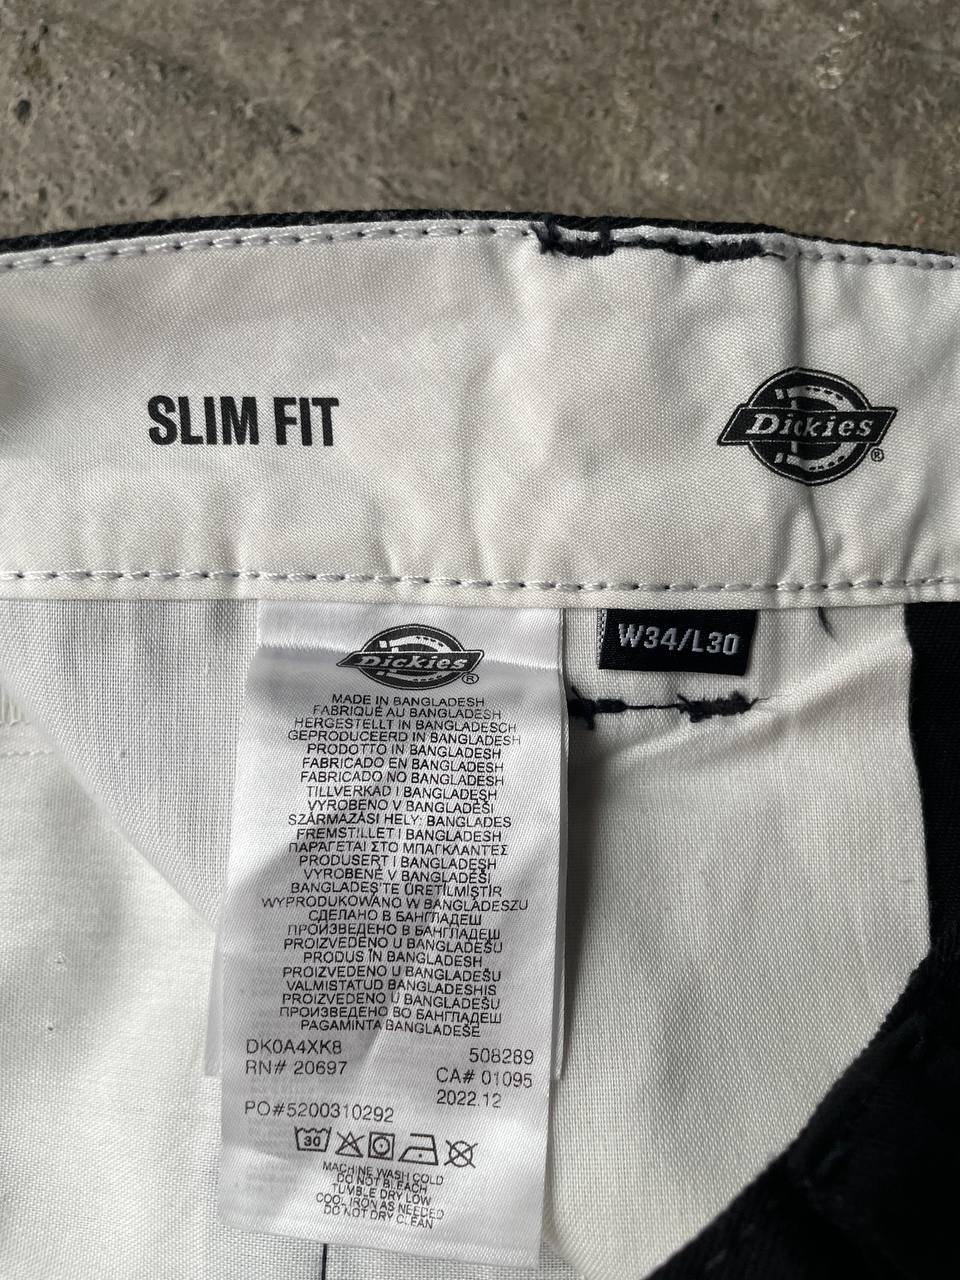 SLIM FIT
Dickies®
W34/L30
Dickies®
MADE IN BANGLADESH
FABRIQUÉ AU BANGLADESH
HERGESTELLT IN BANGLADESCH
GEPRODUCEERD IN BANGLADESH
PRODOTTO IN BANGLADESH
FABRICADO EN BANGLADESH
FABRICADO NO BANGLADESH
TILLVERKAD I BANGLADESH
VYROBENO V BANGLADÉŠI
SZÁRMAZÁSI HELY: BANGLADES
FREMSTILLET I BANGLADESH
ΠΑΡΑΓΕΤΑΙ ΣΤΟ ΜΠΑΓΚΛΑΝΤΕΣ
PRODUSERT I BANGLADESH
VYROBENÉ V BANGLADÉŠI
BANGLADEŞ'TE ÜRETİLMİŞTİR
WYPRODUKOWANO W BANGLADESZU
СДЕЛАНО В БАНГЛАДЕШ
ПРОИЗВЕДЕНО В БАНГЛАДЕШ
PROIZVEDENO U BANGLADEŠU
PRODUS ÎN BANGLADESH
PROIZVEDENO U BANGLADEŠU
VALMISTATUD BANGLADESHIS
PROIZVEDENO U BANGLADEŠU
ПРОИЗВЕДЕНО ВО БАНГЛАДЕШ
PAGAMINTA BANGLADEŠE
DK0A4XK8 508289
RN# 20697 CA# 01095
2022.12
PO#5200310292
30
MACHINE WASH COLD
DO NOT BLEACH
TUMBLE DRY LOW
COOL IRON AS NEEDED
DO NOT DRY CLEAN